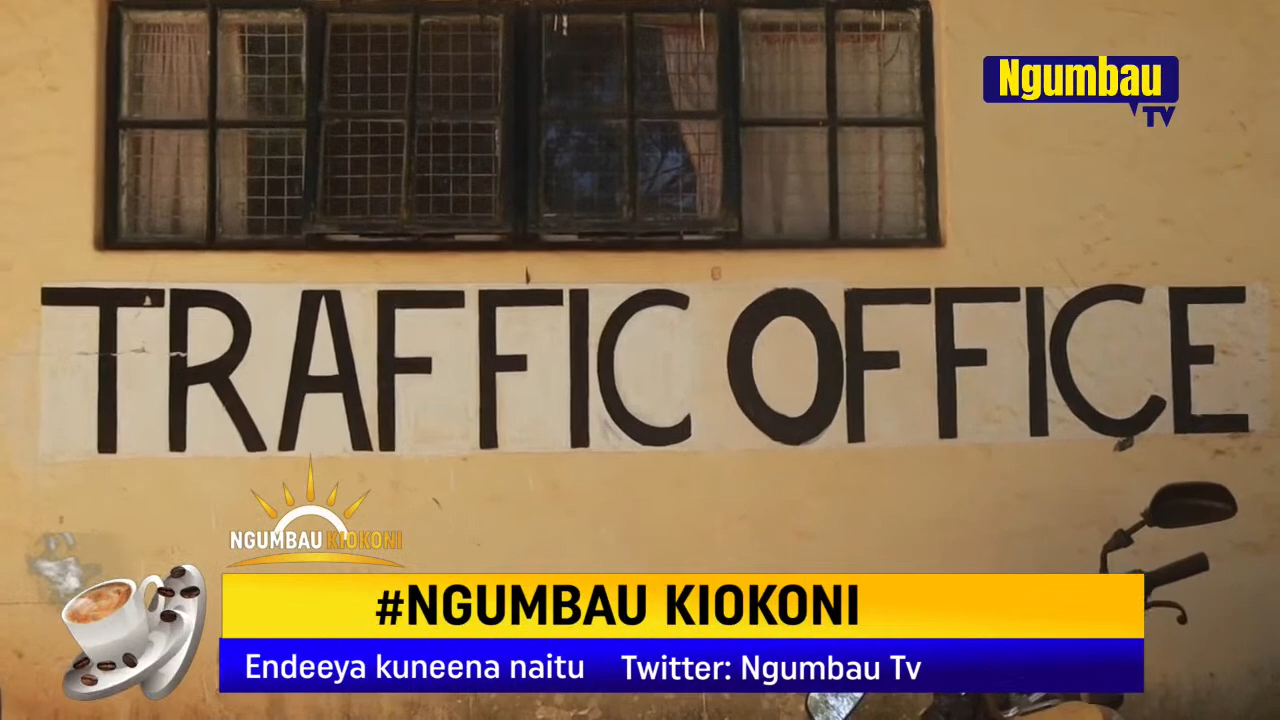 Ngumbau
TV
TRAFFIC OFFICE
NGUMBAU KIOKONI
#NGUMBAU KIOKONI
Endeeya kuneena naitu Twitter: Ngumbau Tv